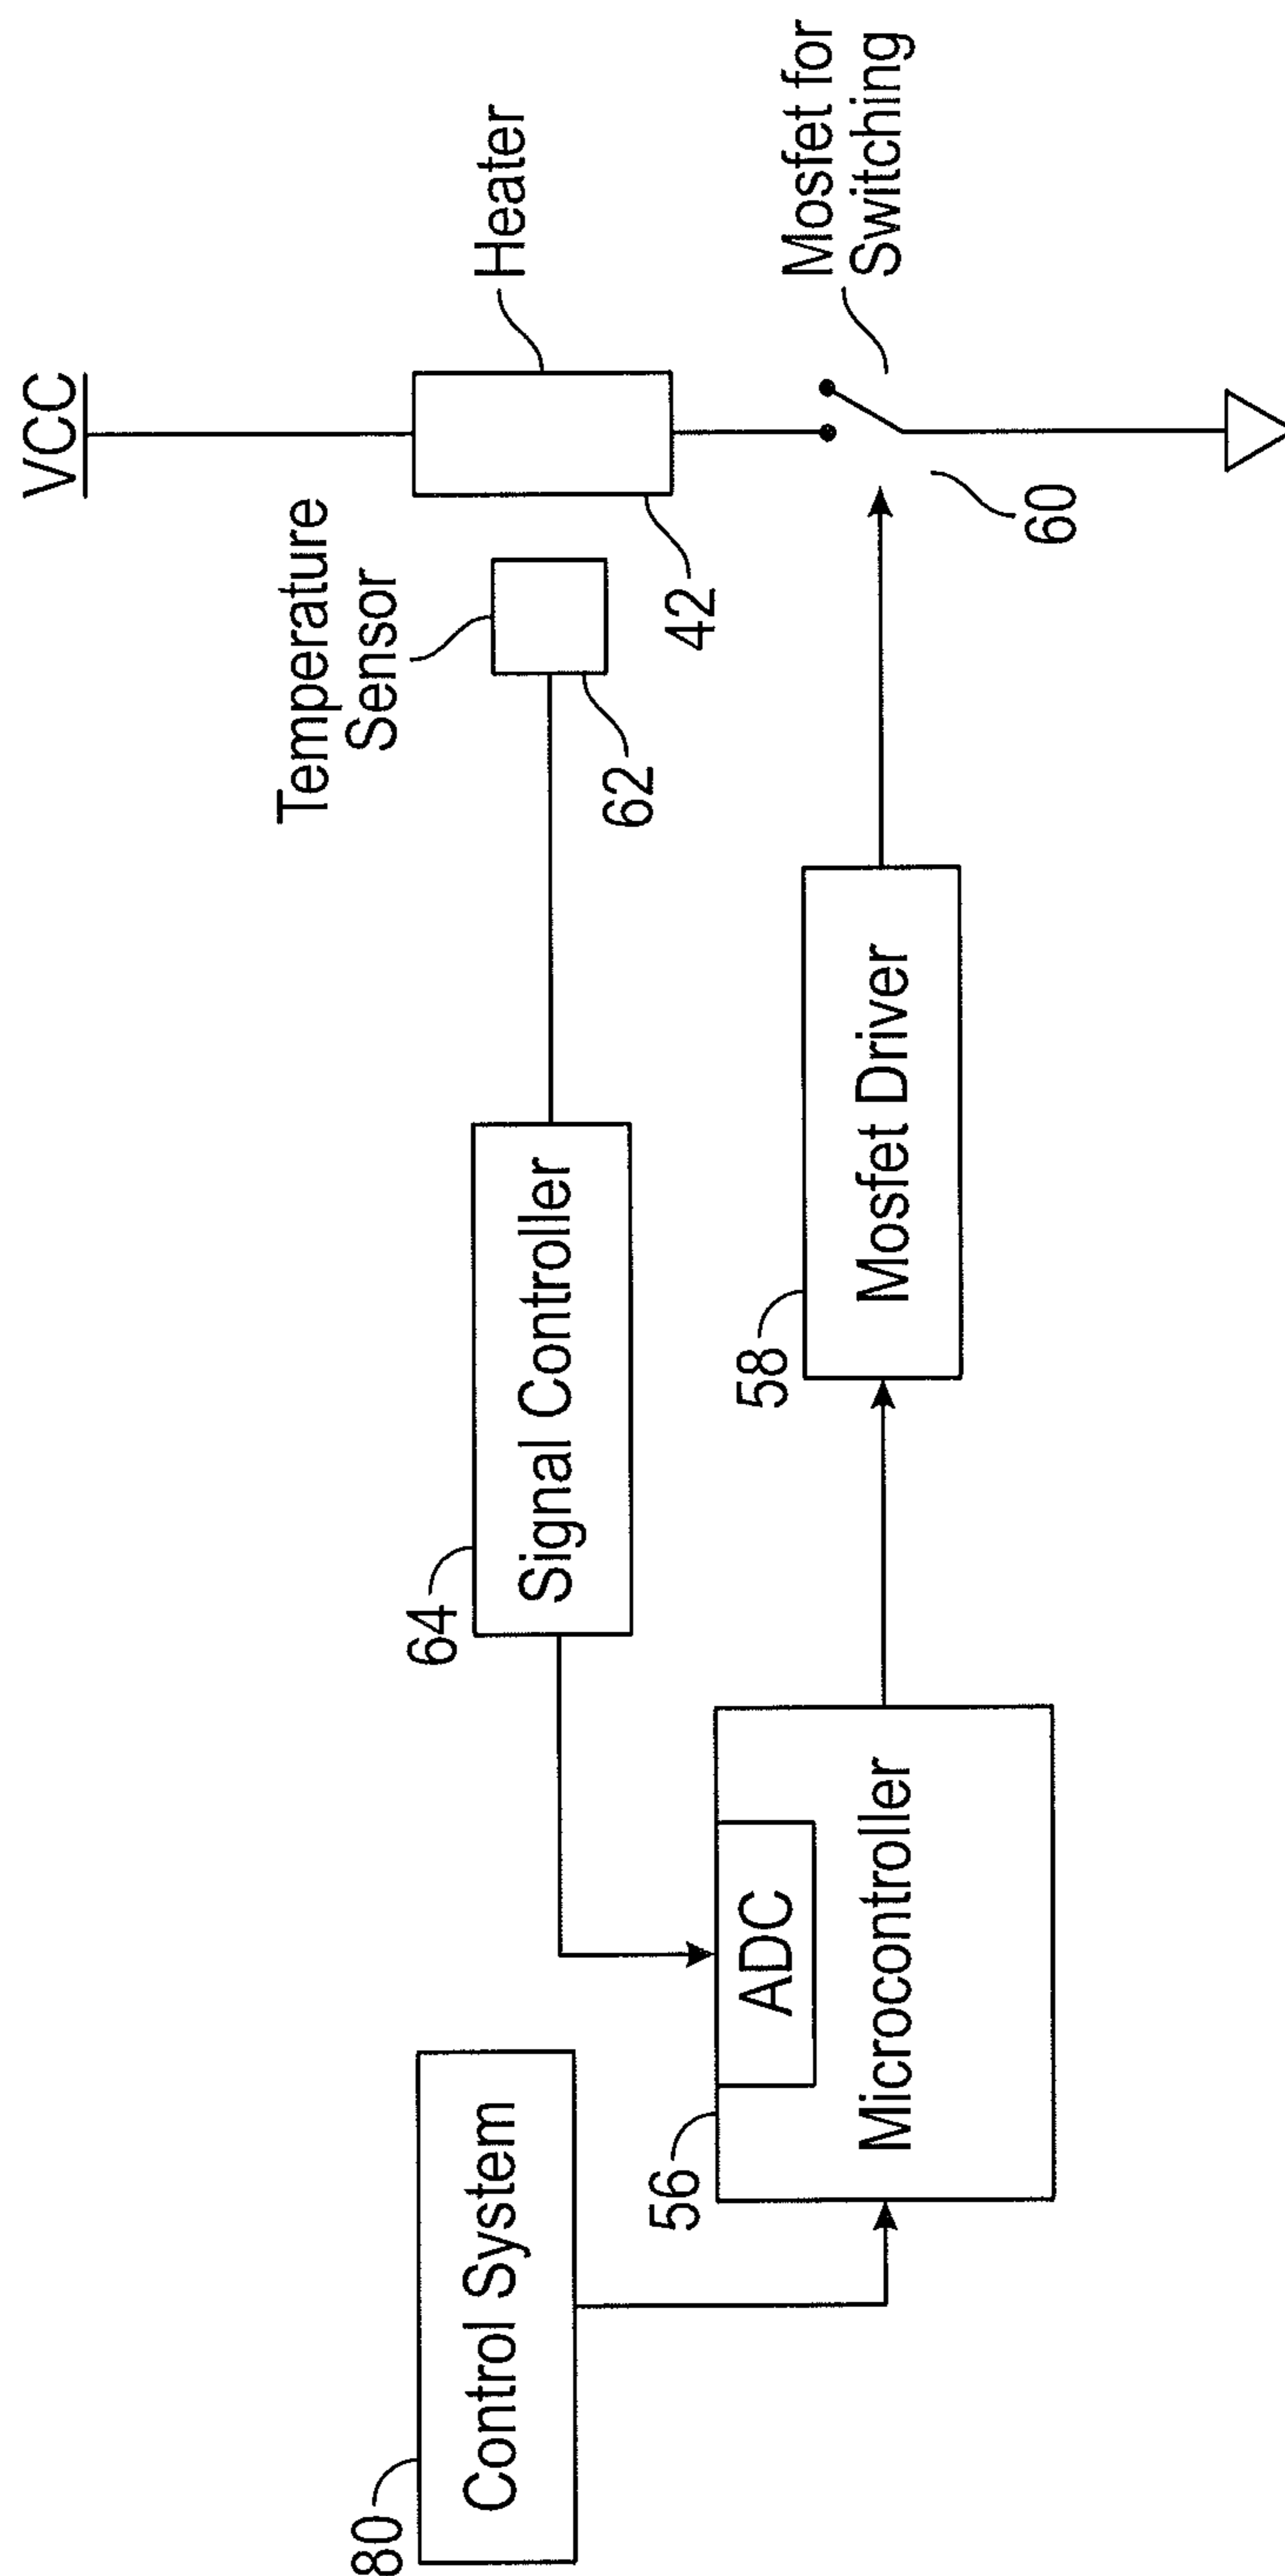 VCC
Temperature
Sensor
Heater
62
42
Mosfet for
Switching
60
64
Signal Controller
58
Mosfet Driver
80
Control System
56
ADC
Microcontroller